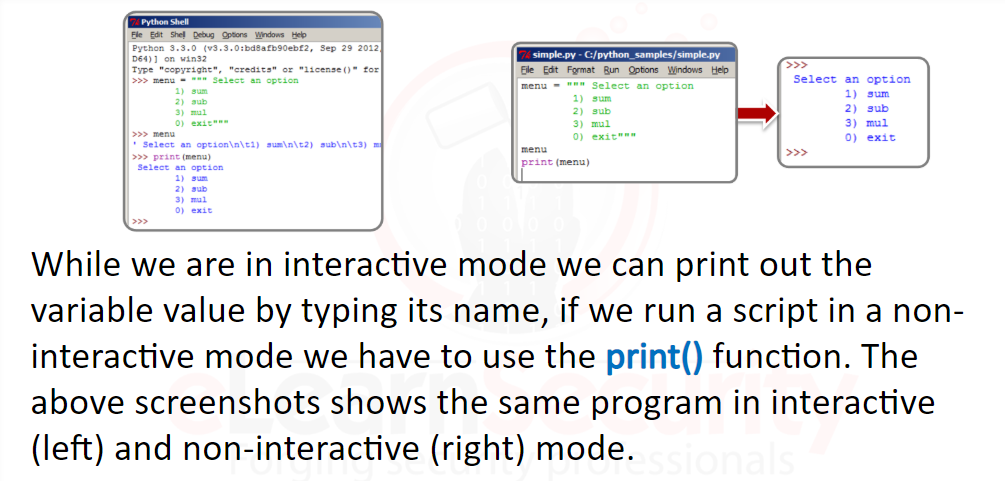 Python Shell
File Edit Shell Debug Options Windows Help
Python 3.3.0 (v3.3.0:bd8afb90ebf2, Sep 29 2012,
D64)] on win32
Type "copyright", "credits" or "license()" for
>>> menu = """ Select an option
1) sum
2) sub
3) mul
0) exit"""
>>> menu
' Select an option\n\t1) sum\n\t2) sub\n\t3) mu
>>> print(menu)
Select an option
1) sum
2) sub
3) mul
0) exit
>>>
simple.py - C:/python_samples/simple.py
File Edit Format Run Options Windows Help
menu = """ Select an option
1) sum
2) sub
3) mul
0) exit"""
menu
print(menu)
>>>
Select an option
1) sum
2) sub
3) mul
0) exit
>>>
While we are in interactive mode we can print out the
variable value by typing its name, if we run a script in a non-
interactive mode we have to use the print() function. The
above screenshots shows the same program in interactive
(left) and non-interactive (right) mode.
eLearnSecurity
Forging security professionals